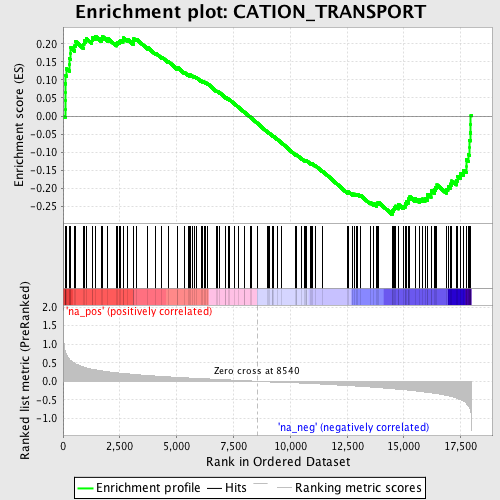 Enrichment plot: CATION_TRANSPORT
Enrichment score (ES)
0.20
0.15
0.10
0.05
0.00
-0.05
-0.10
-0.15
-0.20
-0.25
'na_pos' (positively correlated)
Ranked list metric (PreRanked)
2.0
1.5
1.0
0.5
0.0
-0.5
-1.0
Zero cross at 8540
'na_neg' (negatively correlated)
0
2,500
5,000
7,500
10,000
12,500
15,000
17,500
Rank in Ordered Dataset
Enrichment profile
Hits
Ranking metric scores